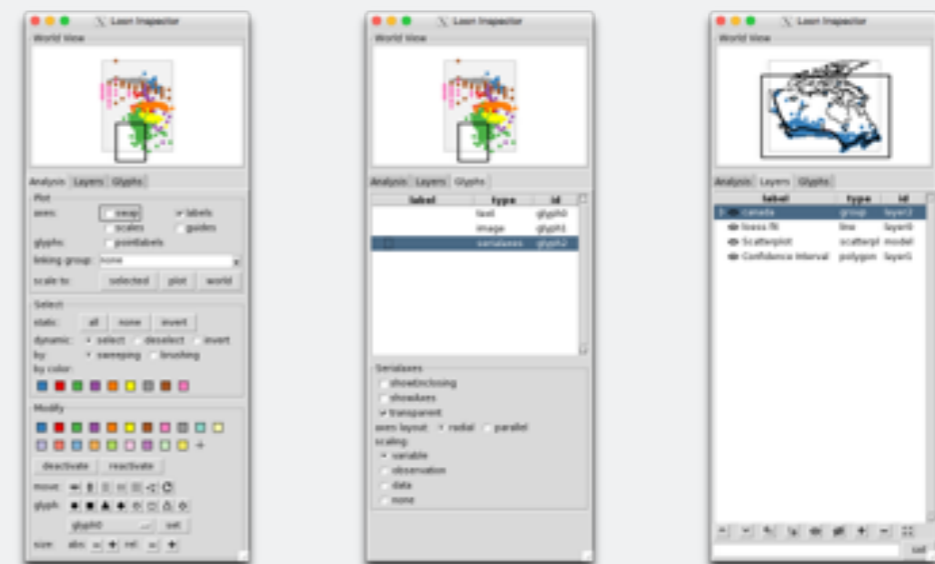 Loon Inspector
World View
Analysis Layers Glyphs
Plot
axes: swap labels
scales guides
glyphs: pointlabels
linking group: none
scale to: selected plot world
Select
static: all none invert
dynamic: select deselect invert
by: sweeping brushing
by color:
Modify
deactivate reactivate
move:
glyph:
glyph0 set
size: abs: − + rel: − +
Loon Inspector
World View
Analysis Layers Glyphs
label type id
text glyph0
image glyph1
serialaxes glyph2
Serialaxes
showEnclosing
showAxes
transparent
axes layout: radial parallel
scaling:
variable
observation
data
none
Loon Inspector
World View
Analysis Layers Glyphs
label type id
canada group layer2
loess fit line layer0
Scatterplot scatterpl model
Confidence Interval polygon layer1
set